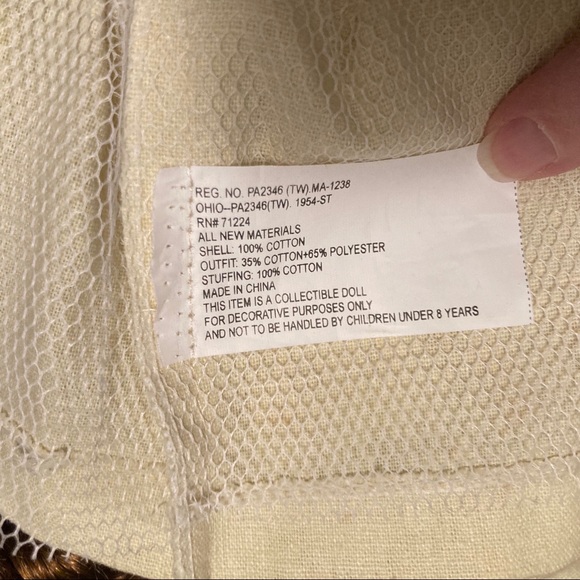 REG. NO. PA2346 (TW).MA-1238
OHIO--PA2346(TW). 1954-ST
RN# 71224
ALL NEW MATERIALS
SHELL: 100% COTTON
OUTFIT: 35% COTTON+65% POLYESTER
STUFFING: 100% COTTON
MADE IN CHINA
THIS ITEM IS A COLLECTIBLE DOLL
FOR DECORATIVE PURPOSES ONLY
AND NOT TO BE HANDLED BY CHILDREN UNDER 8 YEARS